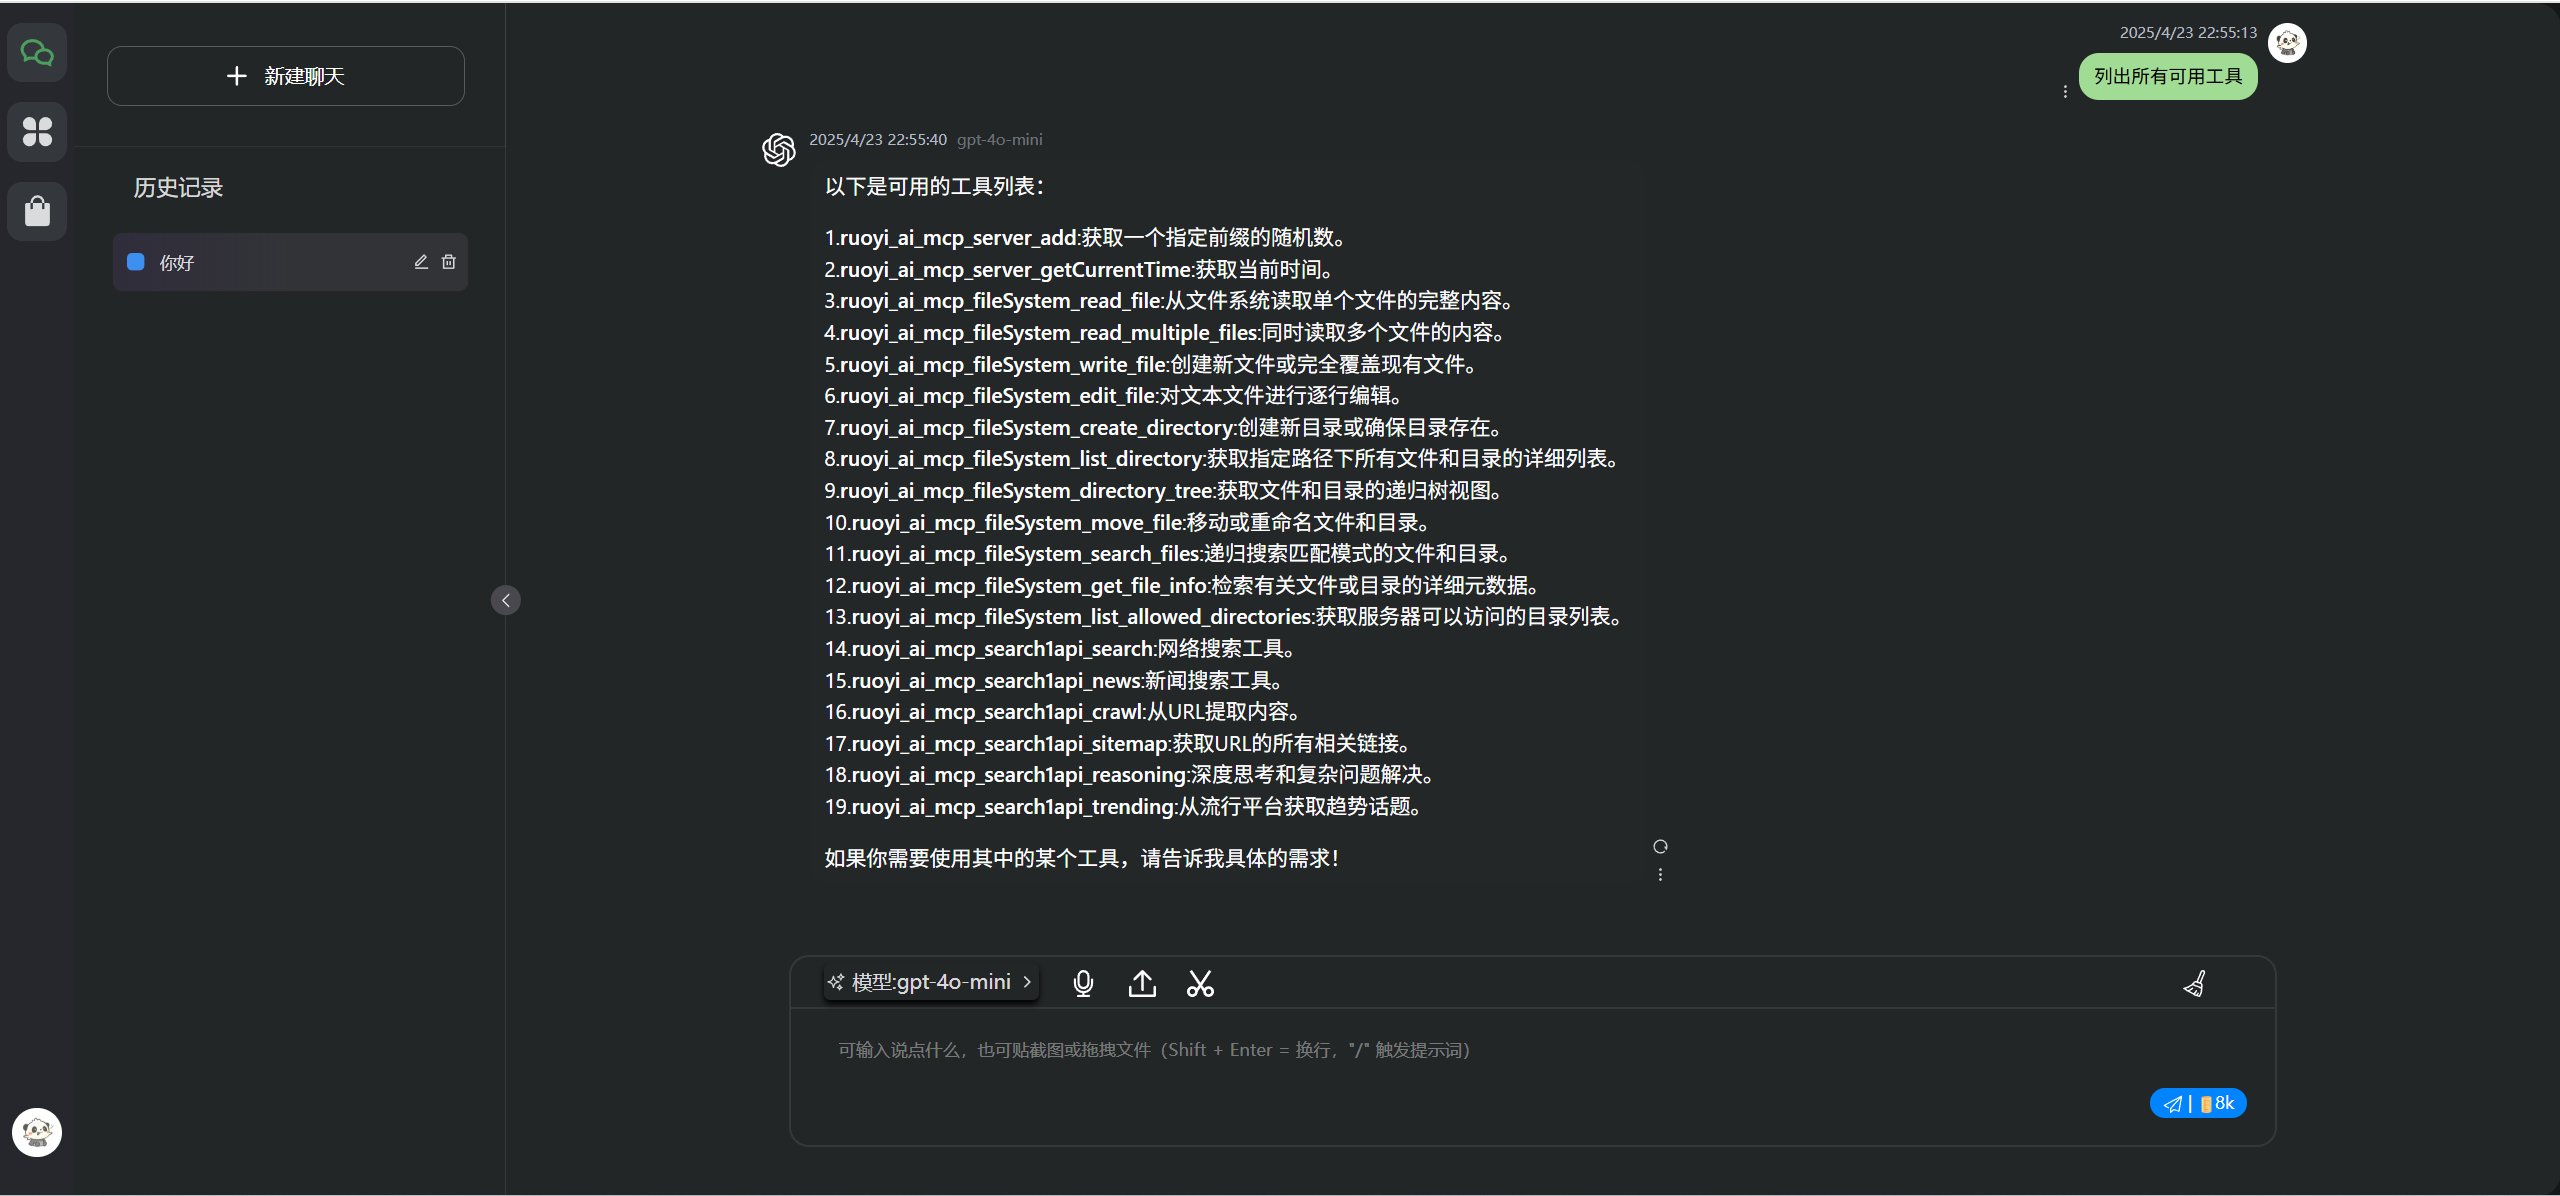 新建聊天
历史记录
你好
2025/4/23 22:55:13
列出所有可用工具
2025/4/23 22:55:40 gpt-4o-mini
以下是可用的工具列表：
1.ruoyi_ai_mcp_server_add:获取一个指定前缀的随机数。
2.ruoyi_ai_mcp_server_getCurrentTime:获取当前时间。
3.ruoyi_ai_mcp_fileSystem_read_file:从文件系统读取单个文件的完整内容。
4.ruoyi_ai_mcp_fileSystem_read_multiple_files:同时读取多个文件的内容。
5.ruoyi_ai_mcp_fileSystem_write_file:创建新文件或完全覆盖现有文件。
6.ruoyi_ai_mcp_fileSystem_edit_file:对文本文件进行逐行编辑。
7.ruoyi_ai_mcp_fileSystem_create_directory:创建新目录或确保目录存在。
8.ruoyi_ai_mcp_fileSystem_list_directory:获取指定路径下所有文件和目录的详细列表。
9.ruoyi_ai_mcp_fileSystem_directory_tree:获取文件和目录的递归树视图。
10.ruoyi_ai_mcp_fileSystem_move_file:移动或重命名文件和目录。
11.ruoyi_ai_mcp_fileSystem_search_files:递归搜索匹配模式的文件和目录。
12.ruoyi_ai_mcp_fileSystem_get_file_info:检索有关文件或目录的详细元数据。
13.ruoyi_ai_mcp_fileSystem_list_allowed_directories:获取服务器可以访问的目录列表。
14.ruoyi_ai_mcp_search1api_search:网络搜索工具。
15.ruoyi_ai_mcp_search1api_news:新闻搜索工具。
16.ruoyi_ai_mcp_search1api_crawl:从URL提取内容。
17.ruoyi_ai_mcp_search1api_sitemap:获取URL的所有相关链接。
18.ruoyi_ai_mcp_search1api_reasoning:深度思考和复杂问题解决。
19.ruoyi_ai_mcp_search1api_trending:从流行平台获取趋势话题。
如果你需要使用其中的某个工具，请告诉我具体的需求！
模型:gpt-4o-mini
可输入说点什么，也可贴截图或拖拽文件（Shift + Enter = 换行，"/" 触发提示词）
| 8k